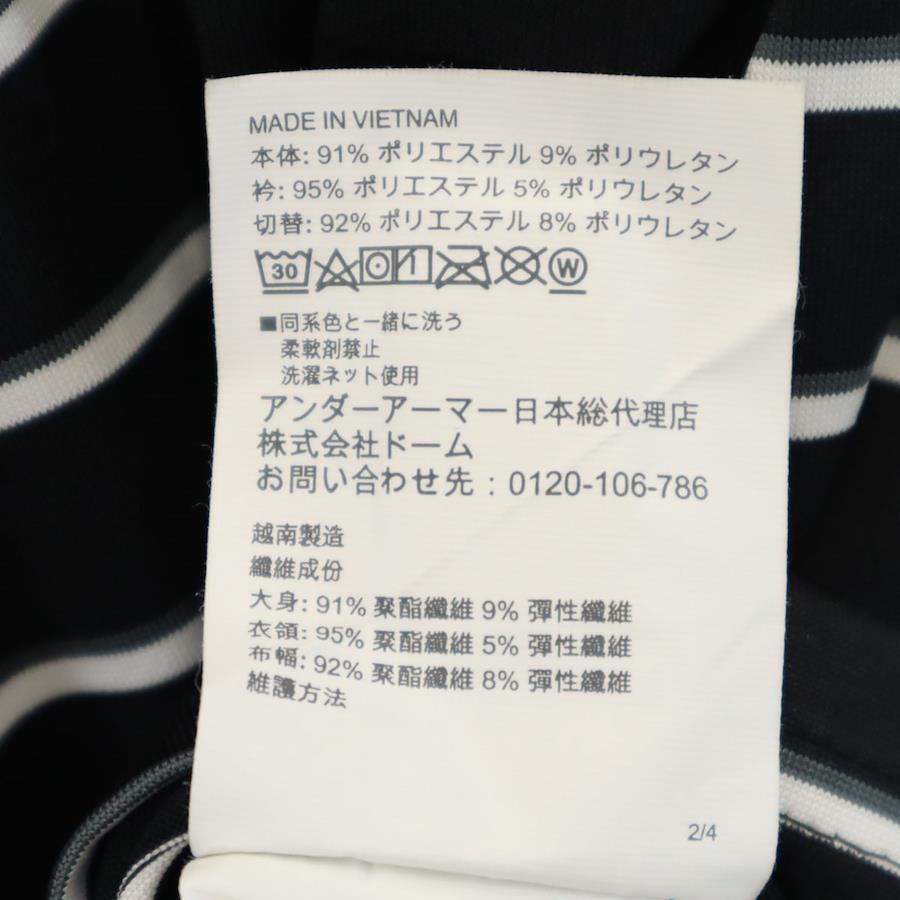 MADE IN VIETNAM
本体: 91% ポリエステル 9% ポリウレタン
衿: 95% ポリエステル 5% ポリウレタン
切替: 92% ポリエステル 8% ポリウレタン
30 W
■同系色と一緒に洗う
柔軟剤禁止
洗濯ネット使用
アンダーアーマー日本総代理店
株式会社ドーム
お問い合わせ先 : 0120-106-786
越南製造
纖維成份
大身: 91% 聚酯纖維 9% 彈性纖維
衣領: 95% 聚酯纖維 5% 彈性纖維
布幅: 92% 聚酯纖維 8% 彈性纖維
維護方法
2/4